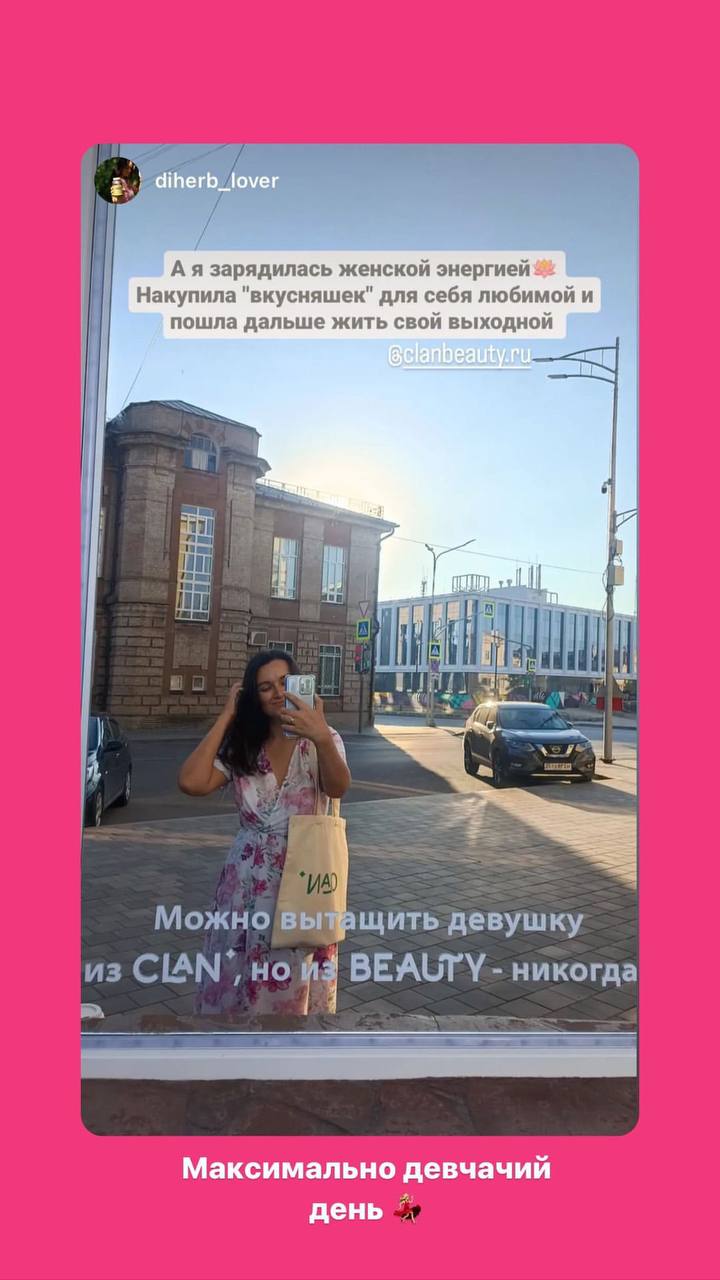 diherb_lover
А я зарядилась женской энергией🪷
Накупила "вкусняшек" для себя любимой и
пошла дальше жить свой выходной
@clanbeauty.ru
Можно вытащить девушку
из CLAN, но из BEAUTY - никогда
Максимально девчачий
день 💃